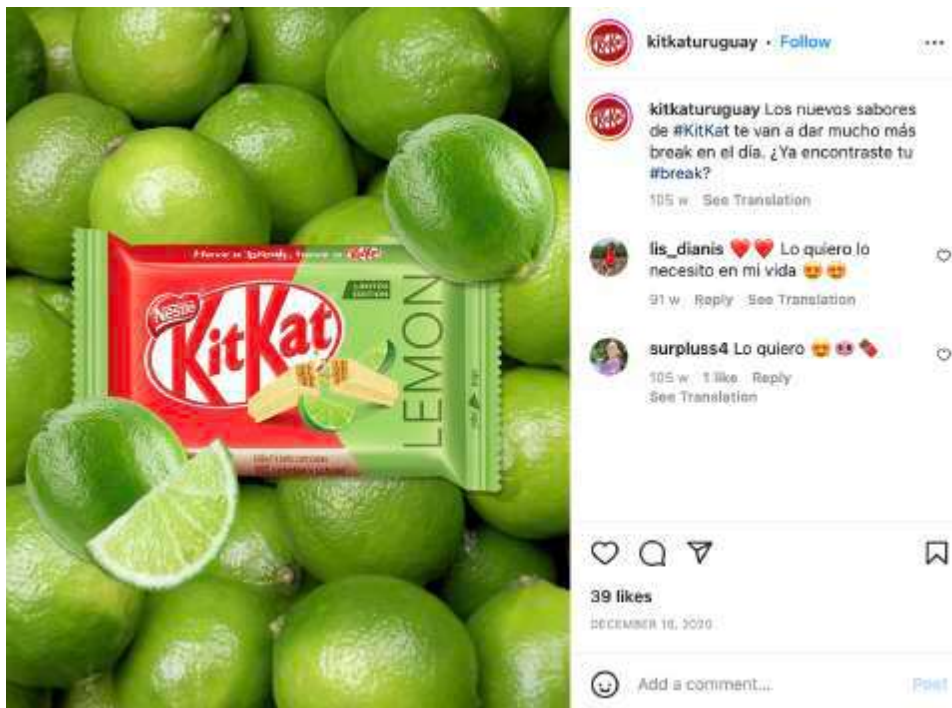 Have a break, have a KitKat
Nestlé
KitKat
LIMITED
EDITION
LEMON
kitkaturuguay • Follow
kitkaturuguay Los nuevos sabores
de #KitKat te van a dar mucho más
break en el día. ¿Ya encontraste tu
#break?
105 w See Translation
lis_dianis ❤️❤️ Lo quiero lo
necesito en mi vida 😍😍
91 w Reply See Translation
surpluss4 Lo quiero 😍🐽🍫
105 w 1 like Reply
See Translation
39 likes
DECEMBER 16, 2020
Add a comment...
Post